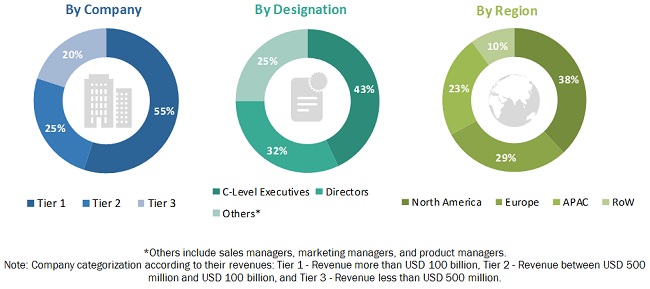 By Company
20%
55%
25%
Tier 1 Tier 2 Tier 3
By Designation
25%
43%
32%
C-Level Executives Directors
Others*
By Region
10%
38%
23%
29%
North America Europe APAC RoW
*Others include sales managers, marketing managers, and product managers.
Note: Company categorization according to their revenues: Tier 1 - Revenue more than USD 100 billion, Tier 2 - Revenue between USD 500
million and USD 100 billion, and Tier 3 - Revenue less than USD 500 million.